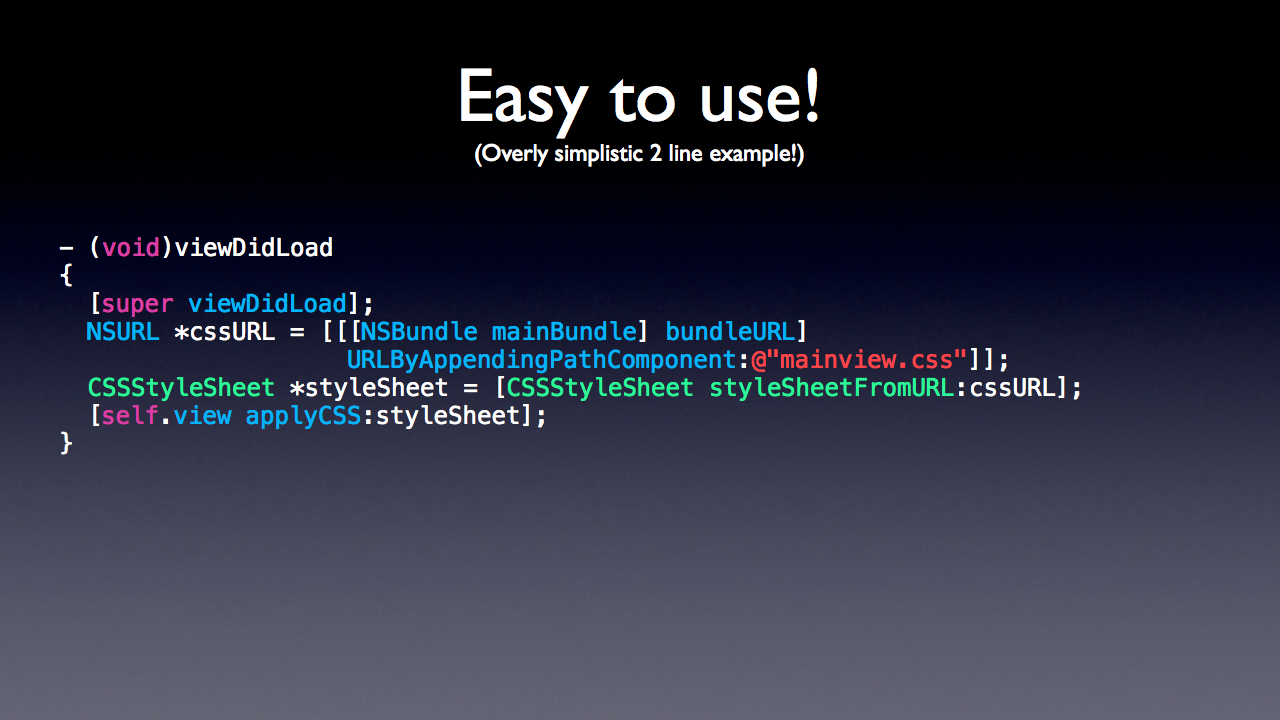 Easy to use!
(Overly simplistic 2 line example!)
- (void)viewDidLoad
{
[super viewDidLoad];
NSURL *cssURL = [[[NSBundle mainBundle] bundleURL]
URLByAppendingPathComponent:@"mainview.css"]];
CSSStyleSheet *styleSheet = [CSSStyleSheet styleSheetFromURL:cssURL];
[self.view applyCSS:styleSheet];
}